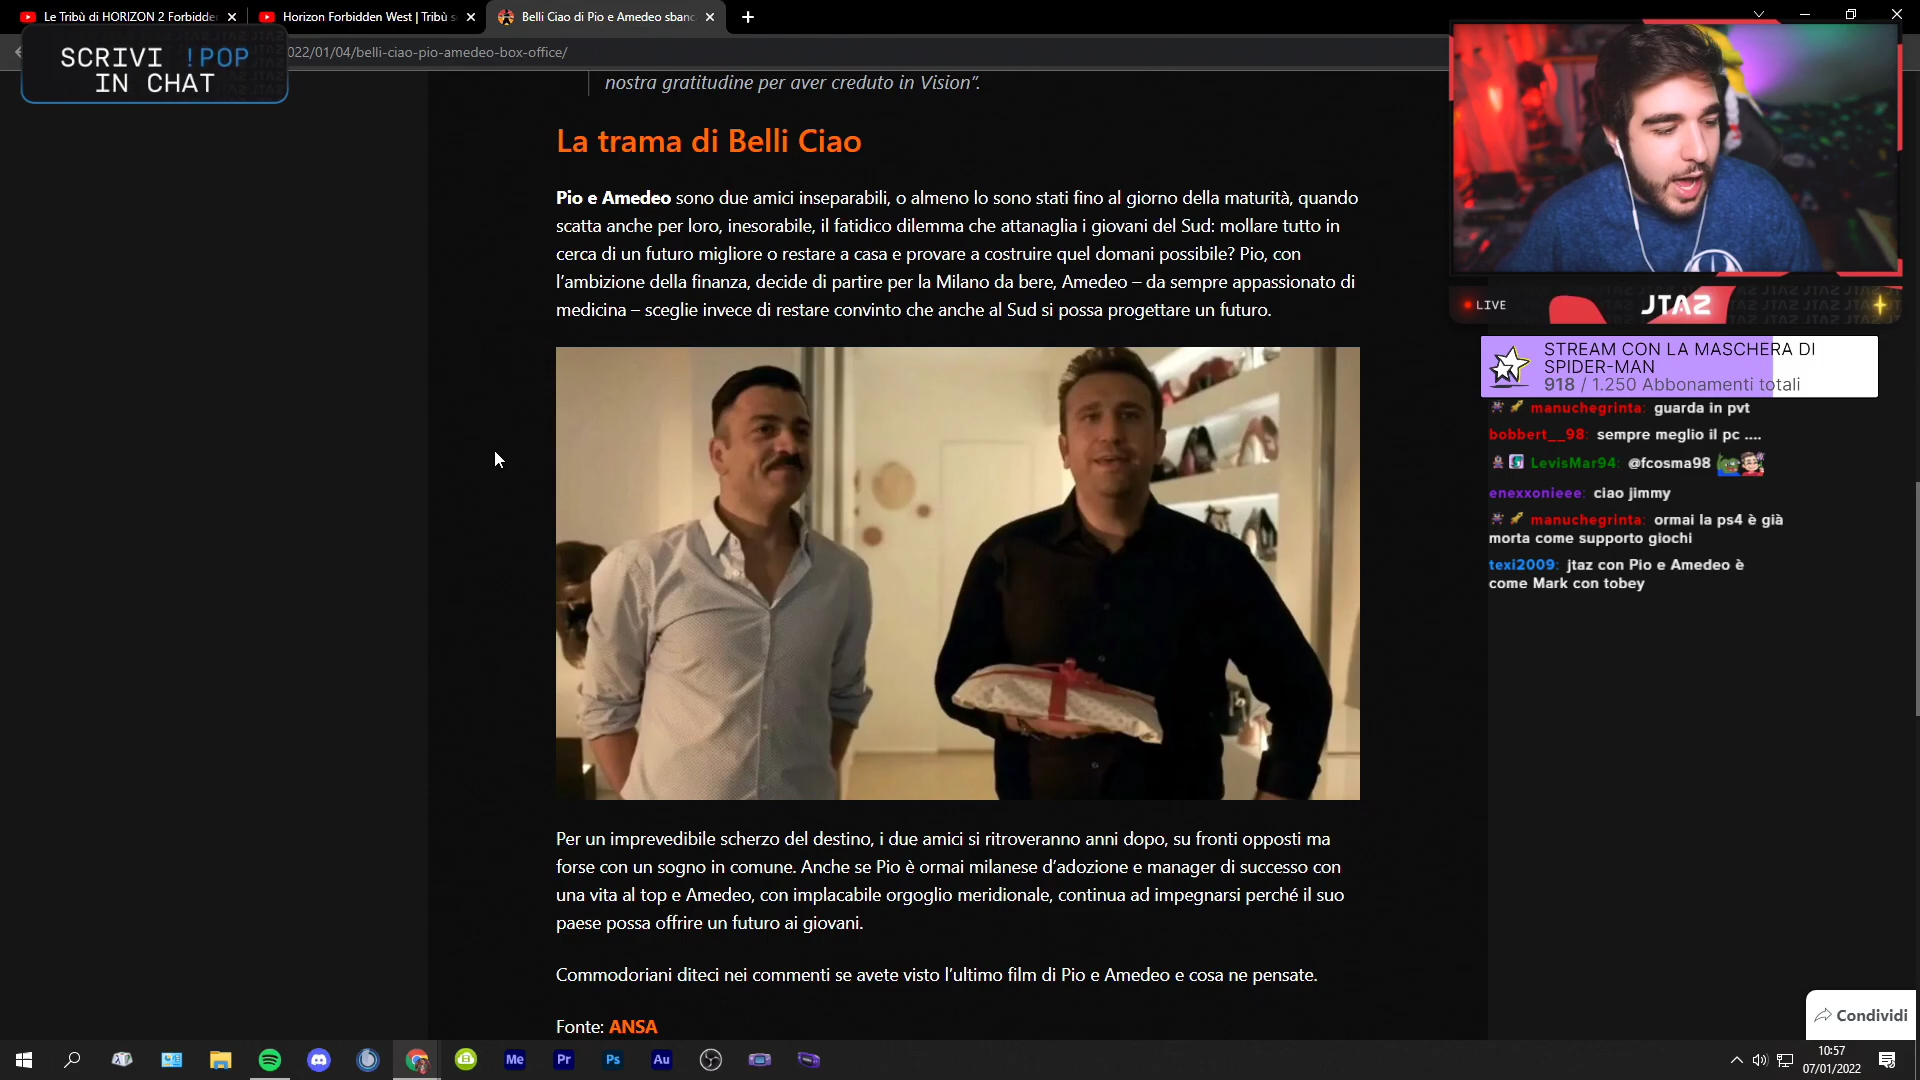 Le Tribù di HORIZON 2 Forbidde
Horizon Forbidden West | Tribù s
Belli Ciao di Pio e Amedeo sbanc
022/01/04/belli-ciao-pio-amedeo-box-office/
SCRIVI !POP
IN CHAT
nostra gratitudine per aver creduto in Vision”.
La trama di Belli Ciao
Pio e Amedeo sono due amici inseparabili, o almeno lo sono stati fino al giorno della maturità, quando
scatta anche per loro, inesorabile, il fatidico dilemma che attanaglia i giovani del Sud: mollare tutto in
cerca di un futuro migliore o restare a casa e provare a costruire quel domani possibile? Pio, con
l’ambizione della finanza, decide di partire per la Milano da bere, Amedeo – da sempre appassionato di
medicina – sceglie invece di restare convinto che anche al Sud si possa progettare un futuro.
Per un imprevedibile scherzo del destino, i due amici si ritroveranno anni dopo, su fronti opposti ma
forse con un sogno in comune. Anche se Pio è ormai milanese d’adozione e manager di successo con
una vita al top e Amedeo, con implacabile orgoglio meridionale, continua ad impegnarsi perché il suo
paese possa offrire un futuro ai giovani.
Commodoriani diteci nei commenti se avete visto l’ultimo film di Pio e Amedeo e cosa ne pensate.
Fonte: ANSA
LIVE
JTAZ
STREAM CON LA MASCHERA DI
SPIDER-MAN
918 / 1.250 Abbonamenti totali
manuchegrinta: guarda in pvt
bobbert__98: sempre meglio il pc ....
LevisMar94: @fcosma98
enexxonieee: ciao jimmy
manuchegrinta: ormai la ps4 è già
morta come supporto giochi
texi2009: jtaz con Pio e Amedeo è
come Mark con tobey
Condividi
Me
Pr
Ps
Au
10:57
07/01/2022